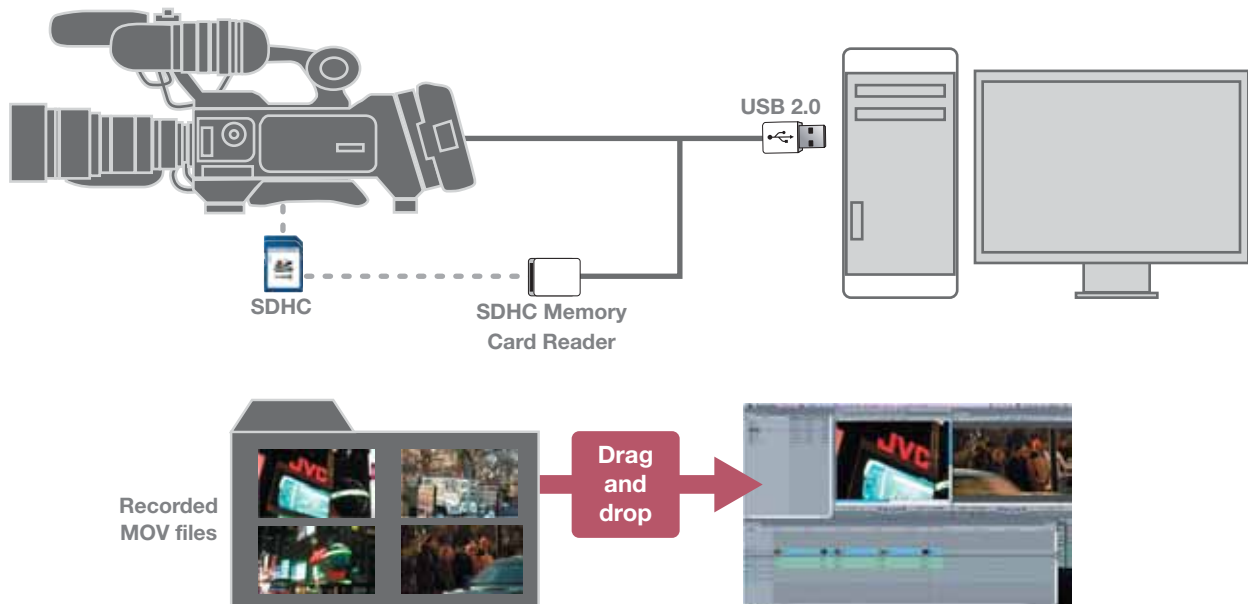 USB 2.0
SDHC
SDHC Memory
Card Reader
Recorded
MOV files
JVC
Drag
and
drop
JVC